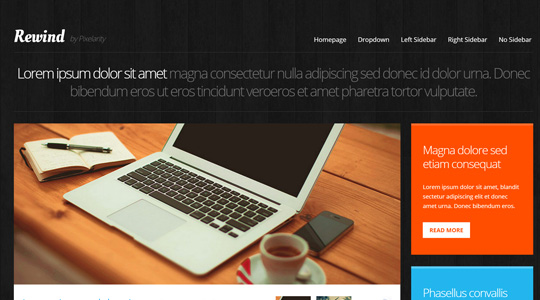 Rewind by Pixelarity
Homepage Dropdown Left Sidebar Right Sidebar No Sidebar
Lorem ipsum dolor sit amet magna consectetur nulla adipiscing sed donec id dolor urna. Donec
bibendum eros ut eros tincidunt veroeros et amet pharetra tortor vulputate.
Magna dolore sed
etiam consequat
Lorem ipsum dolor sit amet, blandit
sectetur adipiscing elit et donec
amet urna. Donec bibendum eros.
READ MORE
Phasellus convallis